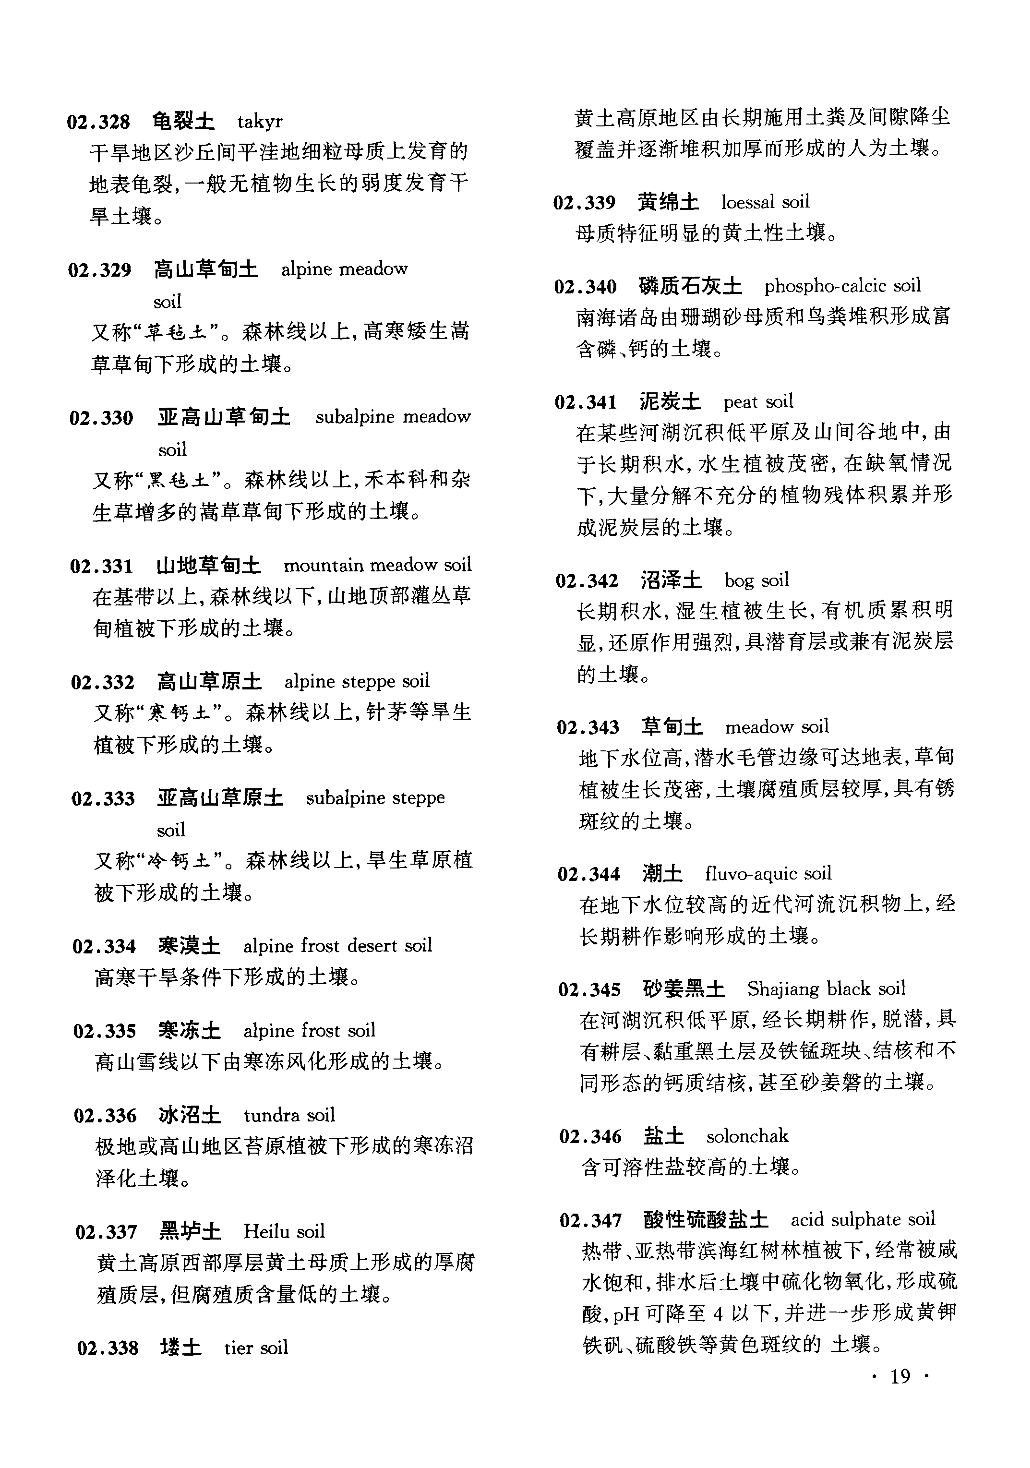 02.328 龟裂土 takyr
干旱地区沙丘间平洼地细粒母质上发育的
地表龟裂,一般无植物生长的弱度发育干
旱土壤。
02.329 高山草甸土 alpine meadow
soil
又称“草毡土”。森林线以上,高寒矮生嵩
草草甸下形成的土壤。
02.330 亚高山草甸土 subalpine meadow
soil
又称“黑毡土”。森林线以上,禾本科和杂
生草增多的嵩草草甸下形成的土壤。
02.331 山地草甸土 mountain meadow soil
在基带以上,森林线以下,山地顶部灌丛草
甸植被下形成的土壤。
02.332 高山草原土 alpine steppe soil
又称“寒钙土”。森林线以上,针茅等旱生
植被下形成的土壤。
02.333 亚高山草原土 subalpine steppe
soil
又称“冷钙土”。森林线以上,旱生草原植
被下形成的土壤。
02.334 寒漠土 alpine frost desert soil
高寒干旱条件下形成的土壤。
02.335 寒冻土 alpine frost soil
高山雪线以下由寒冻风化形成的土壤。
02.336 冰沼土 tundra soil
极地或高山地区苔原植被下形成的寒冻沼
泽化土壤。
02.337 黑垆土 Heilu soil
黄土高原西部厚层黄土母质上形成的厚腐
殖质层,但腐殖质含量低的土壤。
02.338 塿土 tier soil
黄土高原地区由长期施用土粪及间隙降尘
覆盖并逐渐堆积加厚而形成的人为土壤。
02.339 黄绵土 loessal soil
母质特征明显的黄土性土壤。
02.340 磷质石灰土 phospho-calcic soil
南海诸岛由珊瑚砂母质和鸟粪堆积形成富
含磷、钙的土壤。
02.341 泥炭土 peat soil
在某些河湖沉积低平原及山间谷地中,由
于长期积水,水生植被茂密,在缺氧情况
下,大量分解不充分的植物残体积累并形
成泥炭层的土壤。
02.342 沼泽土 bog soil
长期积水,湿生植被生长,有机质累积明
显,还原作用强烈,具潜育层或兼有泥炭层
的土壤。
02.343 草甸土 meadow soil
地下水位高,潜水毛管边缘可达地表,草甸
植被生长茂密,土壤腐殖质层较厚,具有锈
斑纹的土壤。
02.344 潮土 fluvo-aquic soil
在地下水位较高的近代河流沉积物上,经
长期耕作影响形成的土壤。
02.345 砂姜黑土 Shajiang black soil
在河湖沉积低平原,经长期耕作,脱潜,具
有耕层、黏重黑土层及铁锰斑块、结核和不
同形态的钙质结核,甚至砂姜磐的土壤。
02.346 盐土 solonchak
含可溶性盐较高的土壤。
02.347 酸性硫酸盐土 acid sulphate soil
热带、亚热带滨海红树林植被下,经常被咸
水饱和,排水后土壤中硫化物氧化,形成硫
酸,pH可降至4以下,并进一步形成黄钾
铁矾、硫酸铁等黄色斑纹的 土壤。
· 19 ·